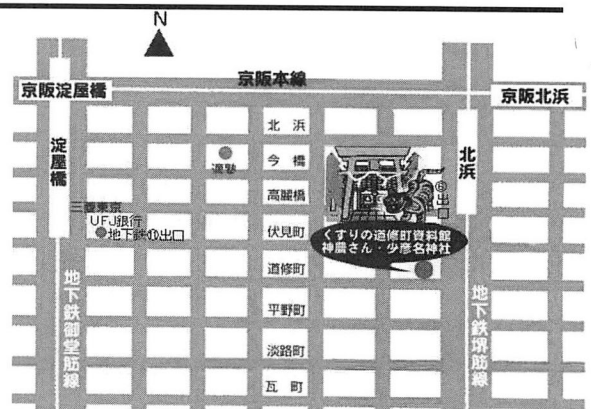 N
京阪本線
京阪淀屋橋
京阪北浜
淀屋橋
北浜
北浜
今橋
適塾
高麗橋
⑥出口
三菱東京
UFJ銀行
地下鉄⑪出口
伏見町
くすりの道修町資料館
神農さん・少彦名神社
道修町
平野町
淡路町
瓦町
地下鉄御堂筋線
地下鉄堺筋線